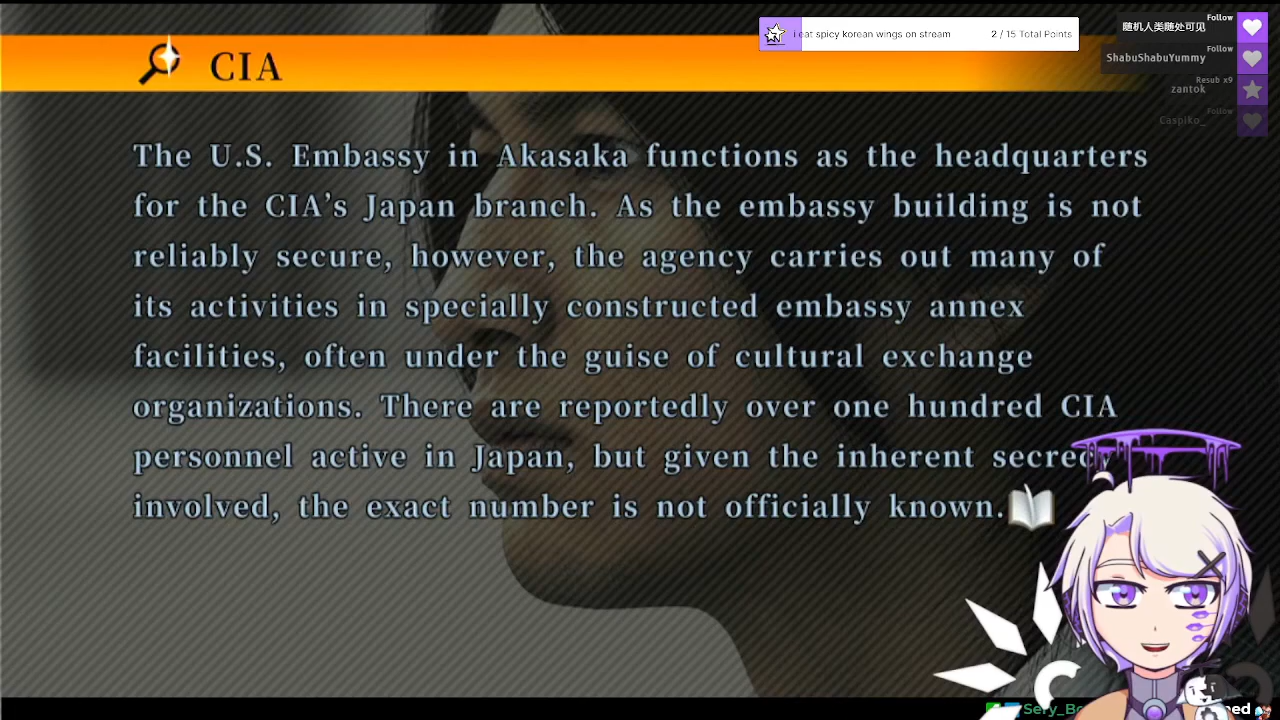 i eat spicy korean wings on stream 2 / 15 Total Points
Follow
随机人类随处可见
Follow
ShabuShabuYummy
Resub x9
zantok
Follow
Caspiko_
CIA
The U.S. Embassy in Akasaka functions as the headquarters
for the CIA's Japan branch. As the embassy building is not
reliably secure, however, the agency carries out many of
its activities in specially constructed embassy annex
facilities, often under the guise of cultural exchange
organizations. There are reportedly over one hundred CIA
personnel active in Japan, but given the inherent secrecy
involved, the exact number is not officially known.